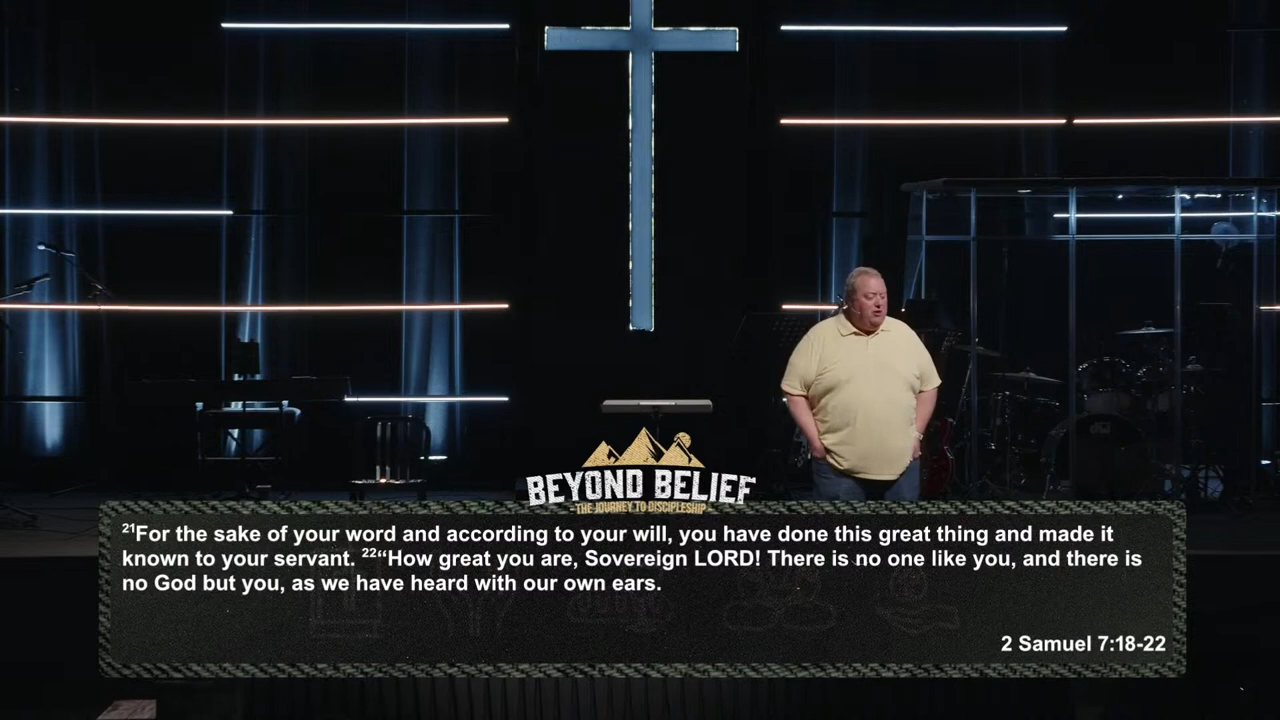 BEYOND BELIEF
-THE JOURNEY TO DISCIPLESHIP-
21For the sake of your word and according to your will, you have done this great thing and made it
known to your servant. 22“How great you are, Sovereign LORD! There is no one like you, and there is
no God but you, as we have heard with our own ears.
2 Samuel 7:18-22